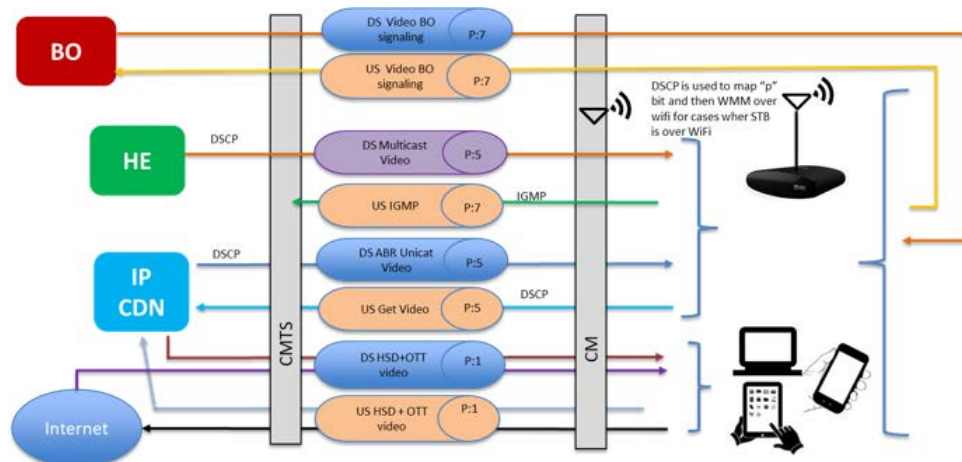 BO
DS Video BO
signaling
P:7
US Video BO
signaling
P:7
DSCP is used to map "p"
bit and then WMM over
wifi for cases wher STB
is over WiFi
HE
DSCP
DS Multicast
Video
P:5
US IGMP
P:7
IGMP
IP
CDN
DSCP
DS ABR Unicat
Video
P:5
US Get Video
P:5
DSCP
CMTS
CM
DS HSD+OTT
video
P:1
US HSD + OTT
video
P:1
Internet